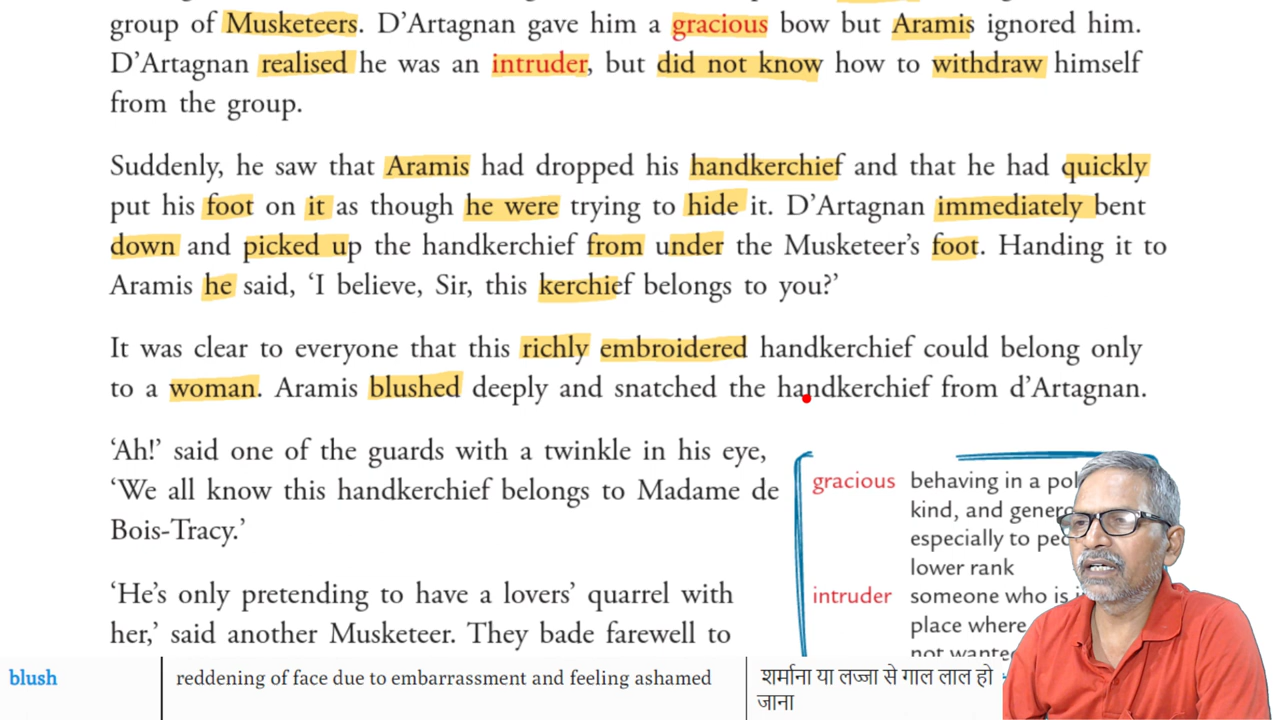 group of Musketeers. D'Artagnan gave him a gracious bow but Aramis ignored him.
D'Artagnan realised he was an intruder, but did not know how to withdraw himself
from the group.
Suddenly, he saw that Aramis had dropped his handkerchief and that he had quickly
put his foot on it as though he were trying to hide it. D'Artagnan immediately bent
down and picked up the handkerchief from under the Musketeer's foot. Handing it to
Aramis he said, 'I believe, Sir, this kerchief belongs to you?'
It was clear to everyone that this richly embroidered handkerchief could belong only
to a woman. Aramis blushed deeply and snatched the handkerchief from d'Artagnan.
'Ah!' said one of the guards with a twinkle in his eye,
'We all know this handkerchief belongs to Madame de
Bois-Tracy.'
'He's only pretending to have a lovers' quarrel with
her,' said another Musketeer. They bade farewell to
gracious behaving in a
kind, and
especially to
lower rank
intruder someone who is
place where
not
blush reddening of face due to embarrassment and feeling ashamed शर्माना या लज्जा से गाल लाल हो
जाना